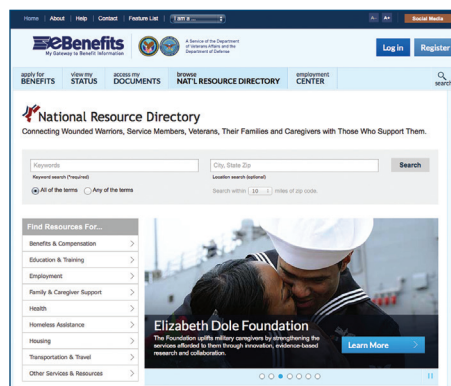 Home | About | Help | Contact | Feature List | I am a ...
A- A+ Social Media
eBenefits
My Gateway to Benefit Information
A Service of the Department
of Veterans Affairs and the
Department of Defense
Log in Register
apply for BENEFITS
view my STATUS
access my DOCUMENTS
browse NAT'L RESOURCE DIRECTORY
employment CENTER
search
National Resource Directory
Connecting Wounded Warriors, Service Members, Veterans, Their Families and Caregivers with Those Who Support Them.
Keywords City, State Zip Search
Keyword search (*required) Location search (optional)
All of the terms Any of the terms Search within 10 miles of zip code.
Find Resources For...
Benefits & Compensation
Education & Training
Employment
Family & Caregiver Support
Health
Homeless Assistance
Housing
Transportation & Travel
Other Services & Resources
Elizabeth Dole Foundation
The Foundation uplifts military caregivers by strengthening the
services afforded to them through innovation, evidence-based
research and collaboration.
Learn More